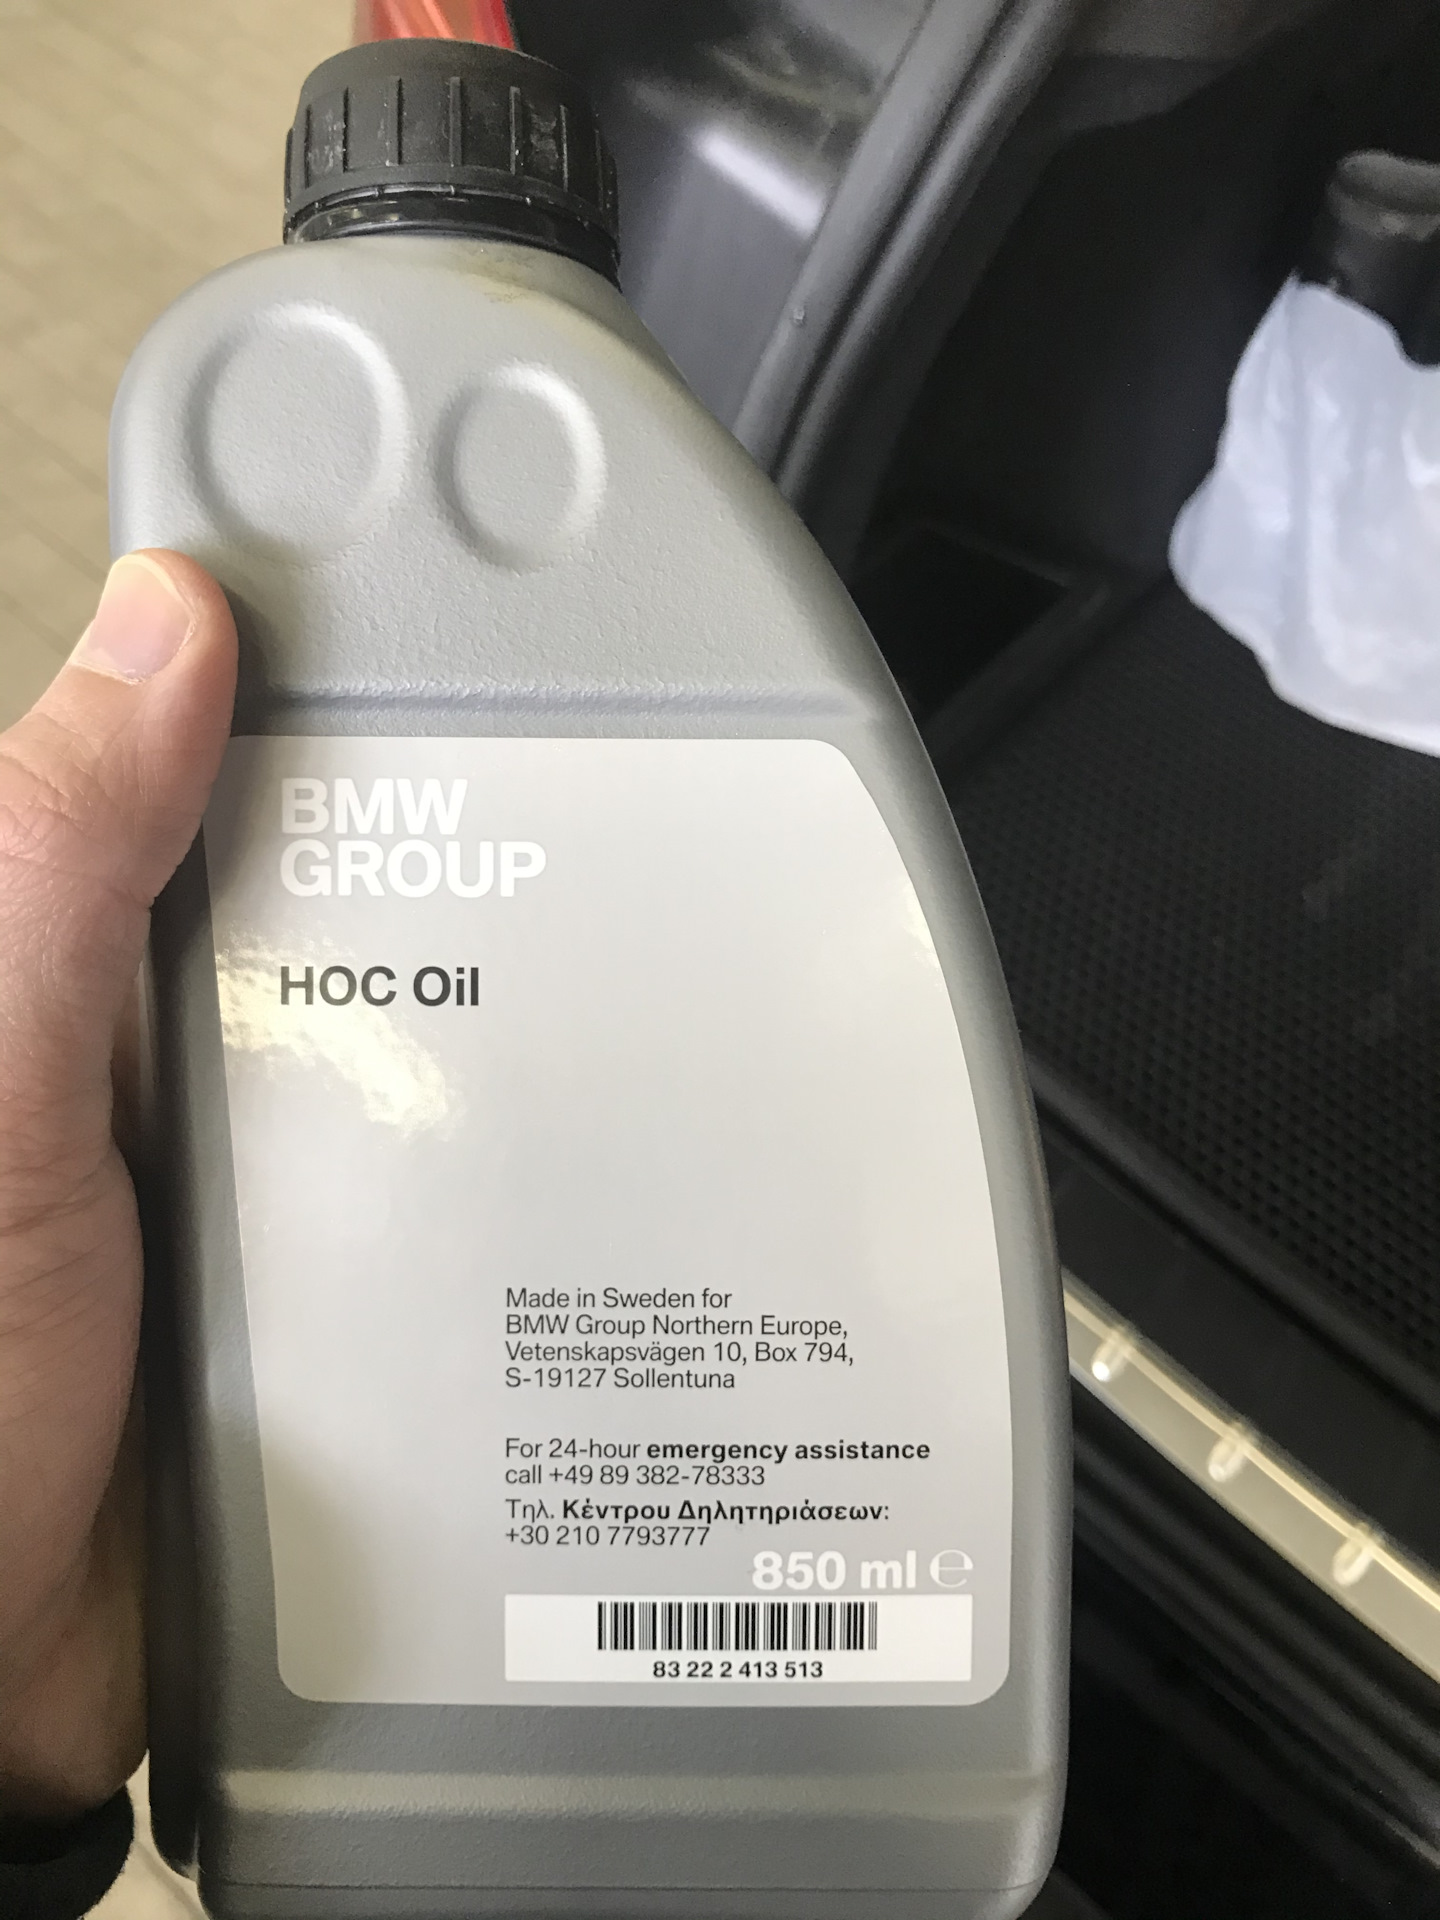 BMW
GROUP
HOC Oil
Made in Sweden for
BMW Group Northern Europe,
Vetenskapsvägen 10, Box 794,
S-19127 Sollentuna
For 24-hour emergency assistance
call +49 89 382-78333
Τηλ. Κέντρου Δηλητηριάσεων:
+30 210 7793777
850 ml ℮
83 22 2 413 513